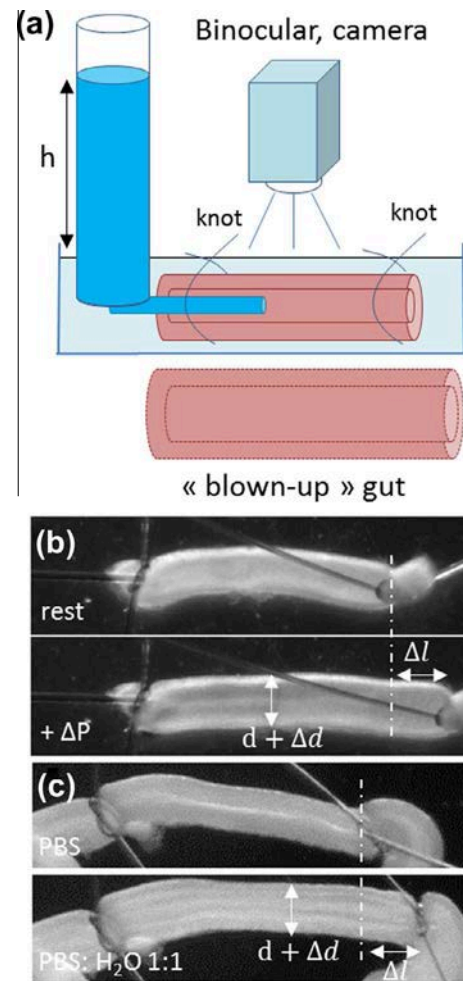 (a)
Binocular, camera
h
knot
knot
« blown-up » gut
(b)
rest
Δl
+ ΔP
d + Δd
(c)
PBS
d + Δd
PBS: H₂O 1:1
Δl